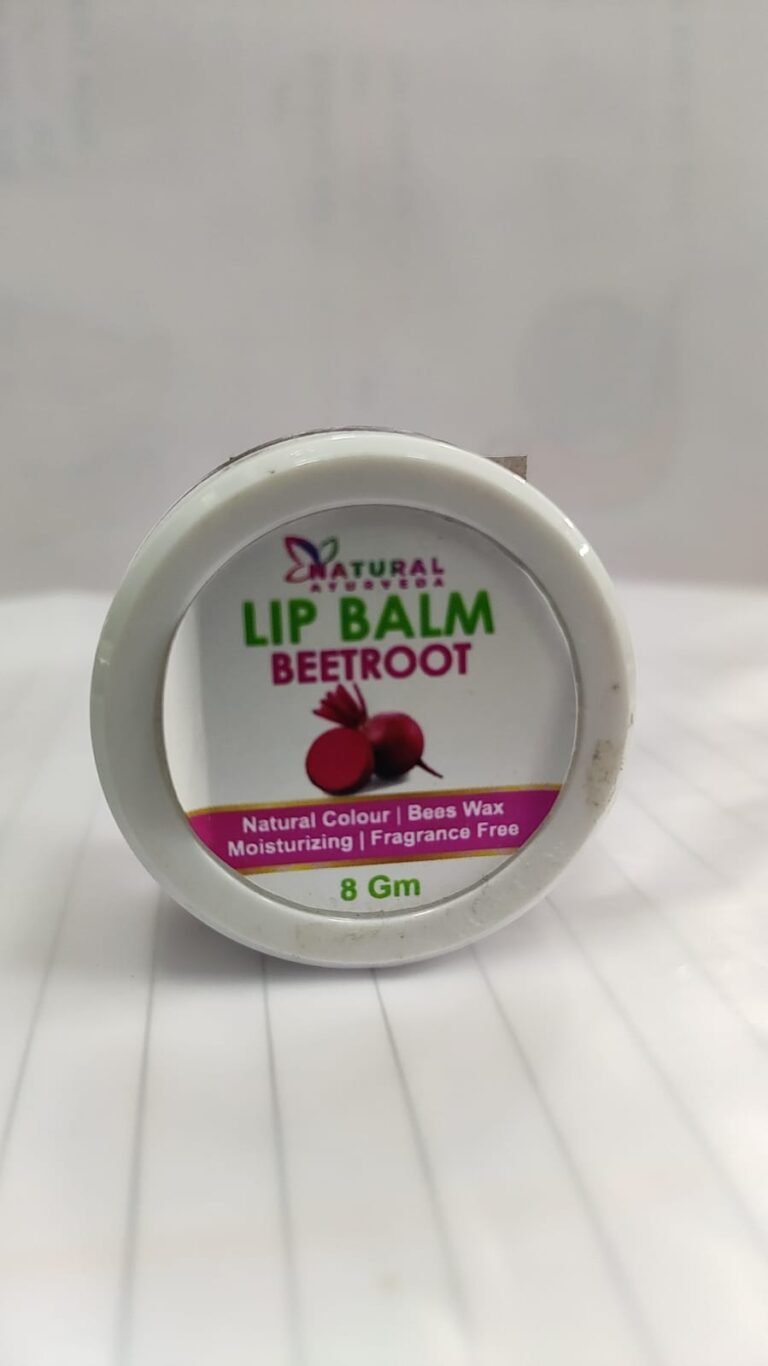 NATURAL
AYURVEDA
LIP BALM
BEETROOT
Natural Colour | Bees Wax
Moisturizing | Fragrance Free
8 Gm